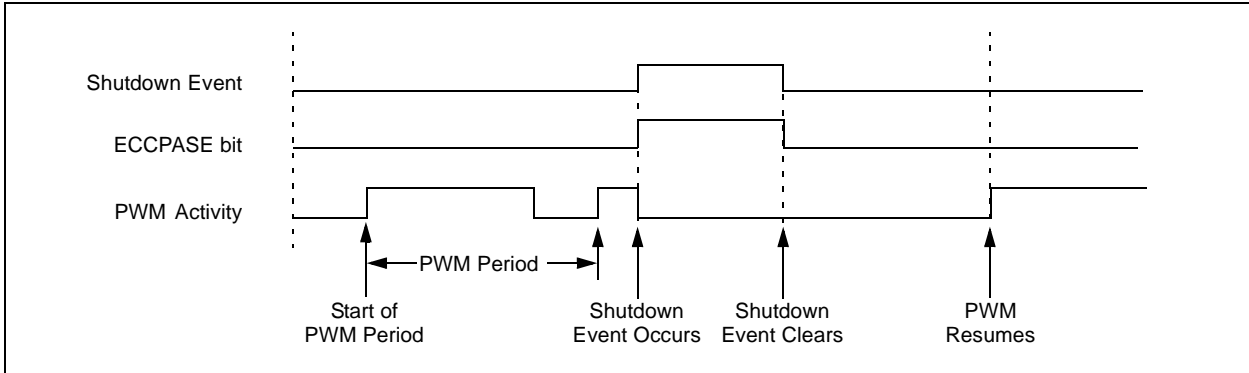 Shutdown Event
ECCPASE bit
PWM Activity
PWM Period
Start of
PWM Period
Shutdown
Event Occurs
Shutdown
Event Clears
PWM
Resumes